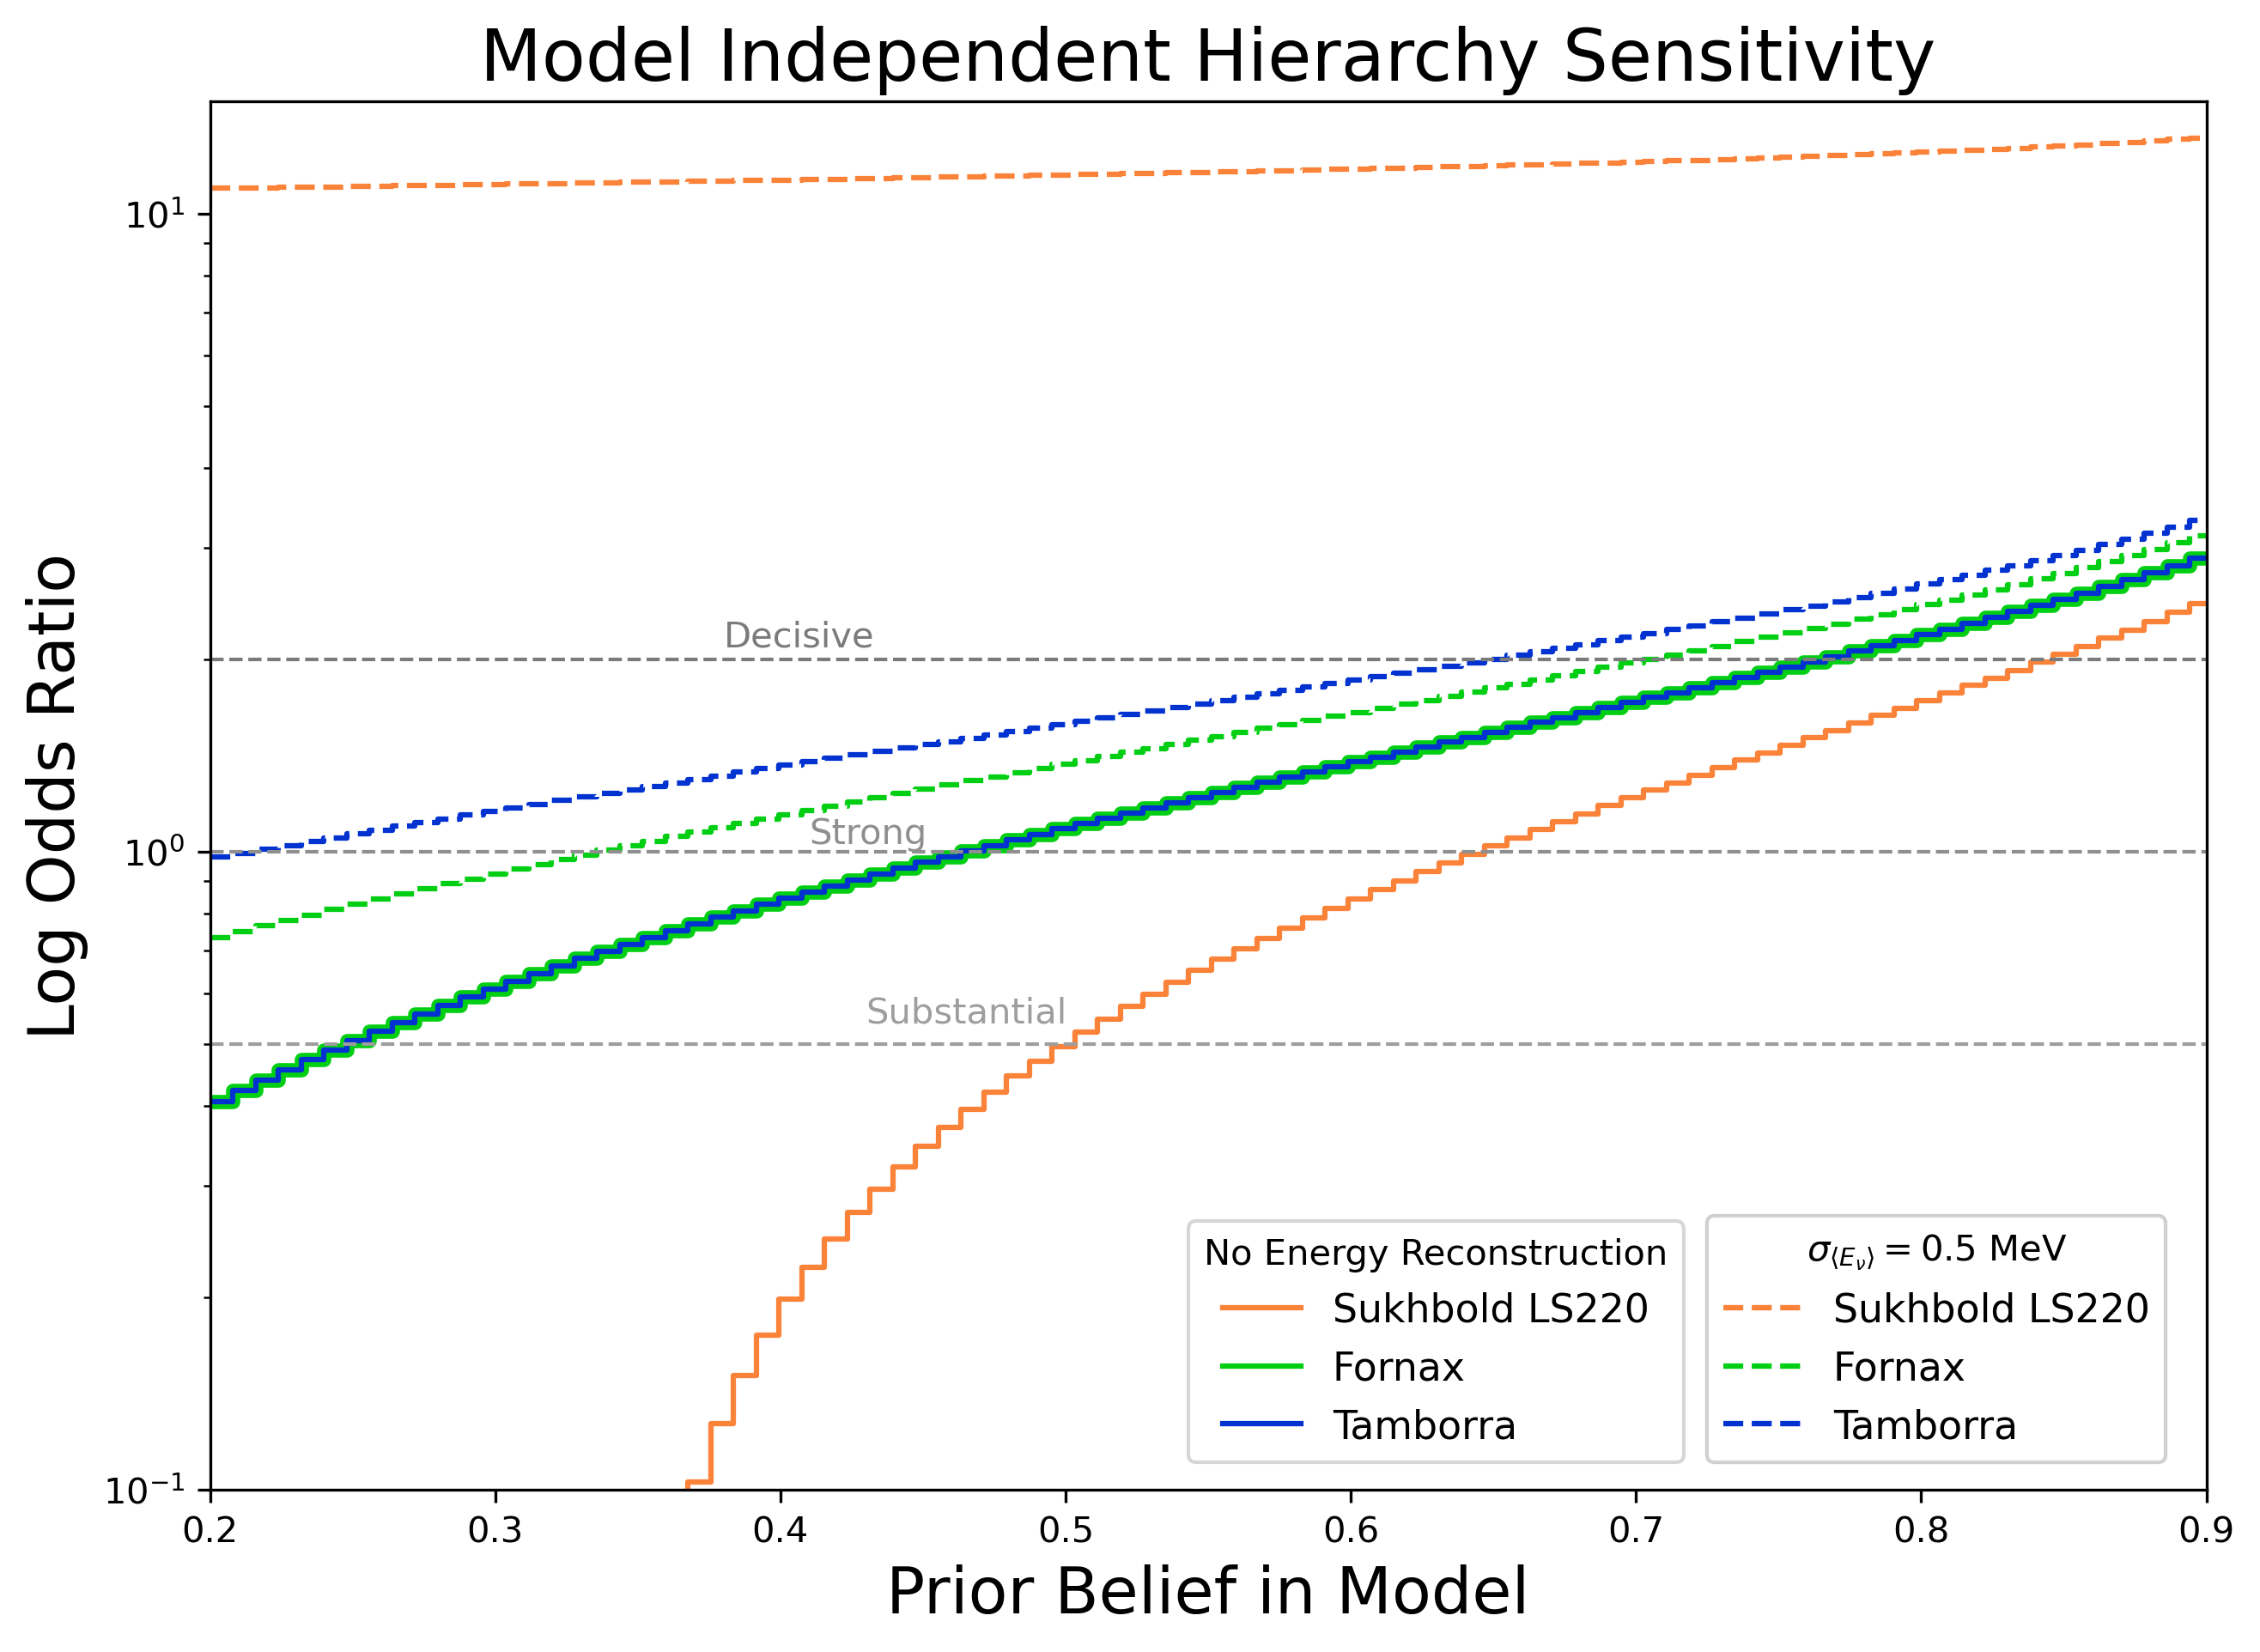 Model Independent Hierarchy Sensitivity
Log Odds Ratio
10¹
10⁰
10⁻¹
Decisive
Strong
Substantial
No Energy Reconstruction
Sukhbold LS220
Fornax
Tamborra
σ⟨Eν⟩ = 0.5 MeV
Sukhbold LS220
Fornax
Tamborra
0.2 0.3 0.4 0.5 0.6 0.7 0.8 0.9
Prior Belief in Model